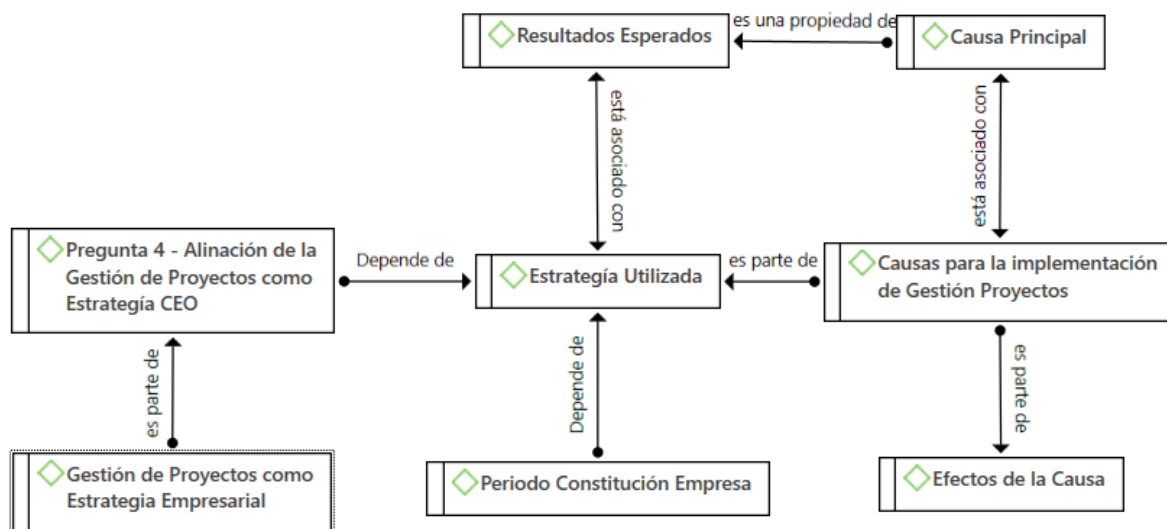 es una propiedad de
Resultados Esperados
Causa Principal
está asociado con
está asociado con
Pregunta 4 - Alinación de la
Gestión de Proyectos como
Estrategía CEO
Depende de
Estrategía Utilizada
es parte de
Causas para la implementación
de Gestión Proyectos
es parte de
Depende de
es parte de
Gestión de Proyectos como
Estrategia Empresarial
Periodo Constitución Empresa
Efectos de la Causa